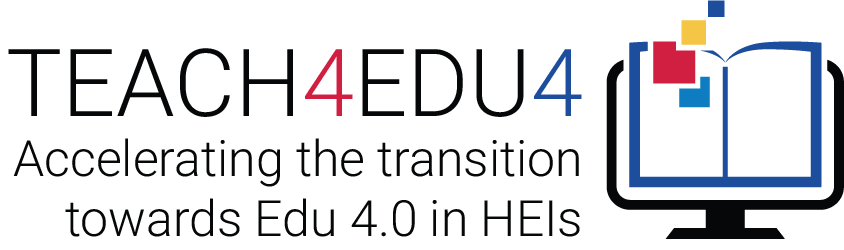 TEACH4EDU4
Accelerating the transition
towards Edu 4.0 in HEIs